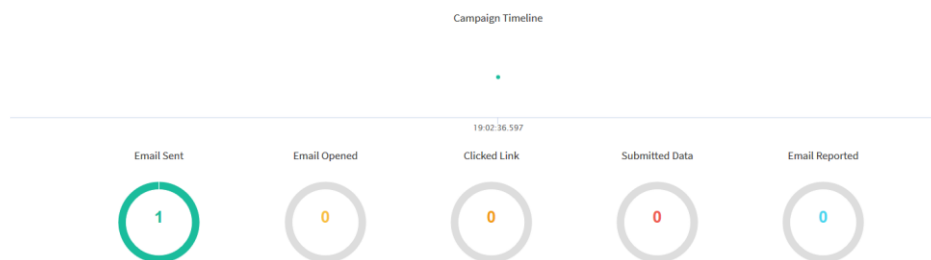 Campaign Timeline
19:02:36.597
Email Sent
Email Opened
Clicked Link
Submitted Data
Email Reported
1
0
0
0
0